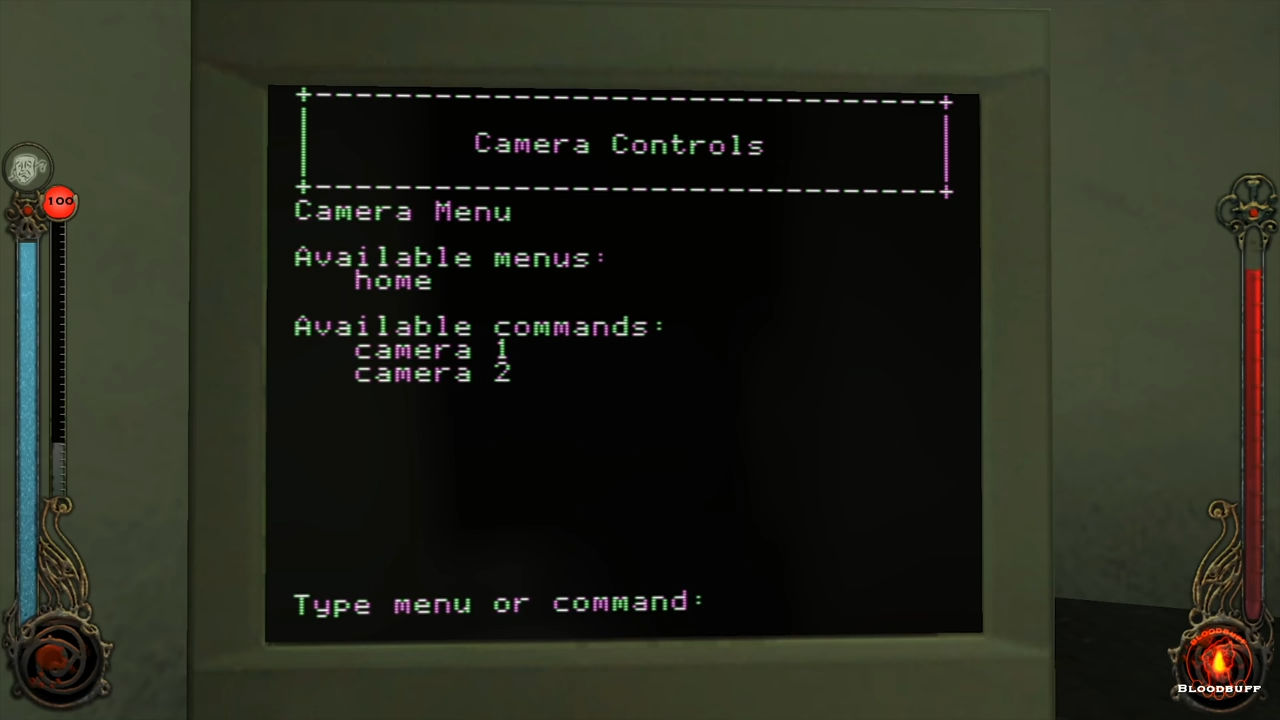 Camera Controls
Camera Menu
Available menus:
home
Available commands:
camera 1
camera 2
Type menu or command:
100
BLOODBUFF
BLOODBUFF